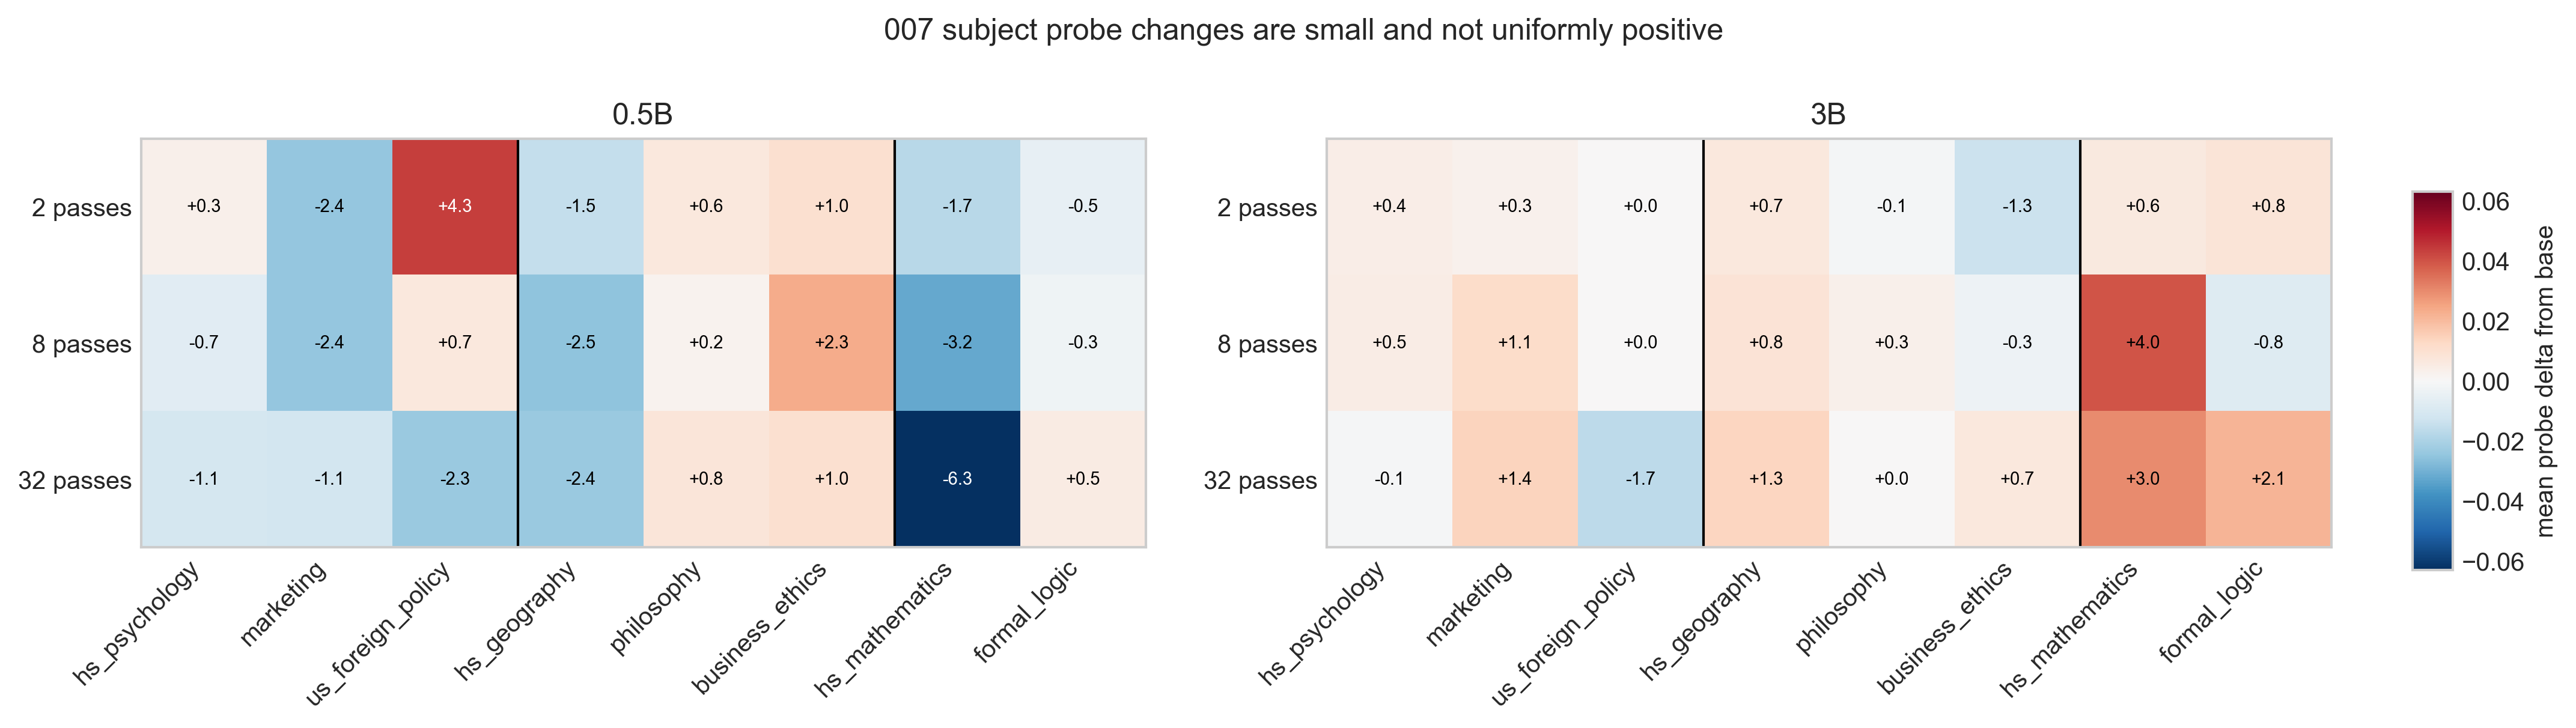 007 subject probe changes are small and not uniformly positive
0.5B
2 passes +0.3 -2.4 +4.3 -1.5 +0.6 +1.0 -1.7 -0.5
8 passes -0.7 -2.4 +0.7 -2.5 +0.2 +2.3 -3.2 -0.3
32 passes -1.1 -1.1 -2.3 -2.4 +0.8 +1.0 -6.3 +0.5
hs_psychology
marketing
us_foreign_policy
hs_geography
philosophy
business_ethics
hs_mathematics
formal_logic
3B
2 passes +0.4 +0.3 +0.0 +0.7 -0.1 -1.3 +0.6 +0.8
8 passes +0.5 +1.1 +0.0 +0.8 +0.3 -0.3 +4.0 -0.8
32 passes -0.1 +1.4 -1.7 +1.3 +0.0 +0.7 +3.0 +2.1
hs_psychology
marketing
us_foreign_policy
hs_geography
philosophy
business_ethics
hs_mathematics
formal_logic
0.06
0.04
0.02
0.00
−0.02
−0.04
−0.06
mean probe delta from base